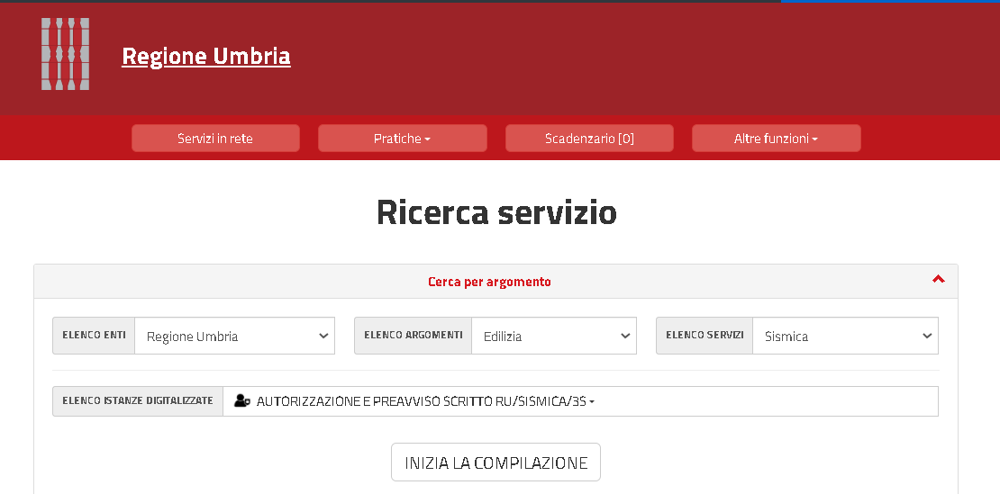 Regione Umbria
Servizi in rete
Pratiche
Scadenzario [0]
Altre funzioni
Ricerca servizio
Cerca per argomento
ELENCO ENTI
Regione Umbria
ELENCO ARGOMENTI
Edilizia
ELENCO SERVIZI
Sismica
ELENCO ISTANZE DIGITALIZZATE
AUTORIZZAZIONE E PREAVVISO SCRITTO RU/SISMICA/3S
INIZIA LA COMPILAZIONE